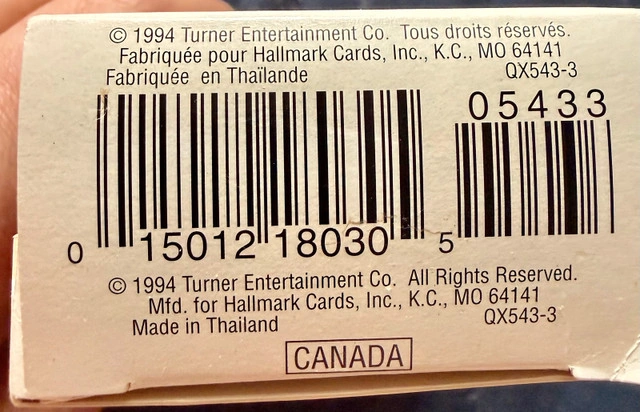 © 1994 Turner Entertainment Co. Tous droits réservés.
Fabriquée pour Hallmark Cards, Inc., K.C., MO 64141
Fabriquée en Thaïlande QX543-3
05433
0 15012 18030 5
© 1994 Turner Entertainment Co. All Rights Reserved.
Mfd. for Hallmark Cards, Inc., K.C., MO 64141
Made in Thailand QX543-3
CANADA